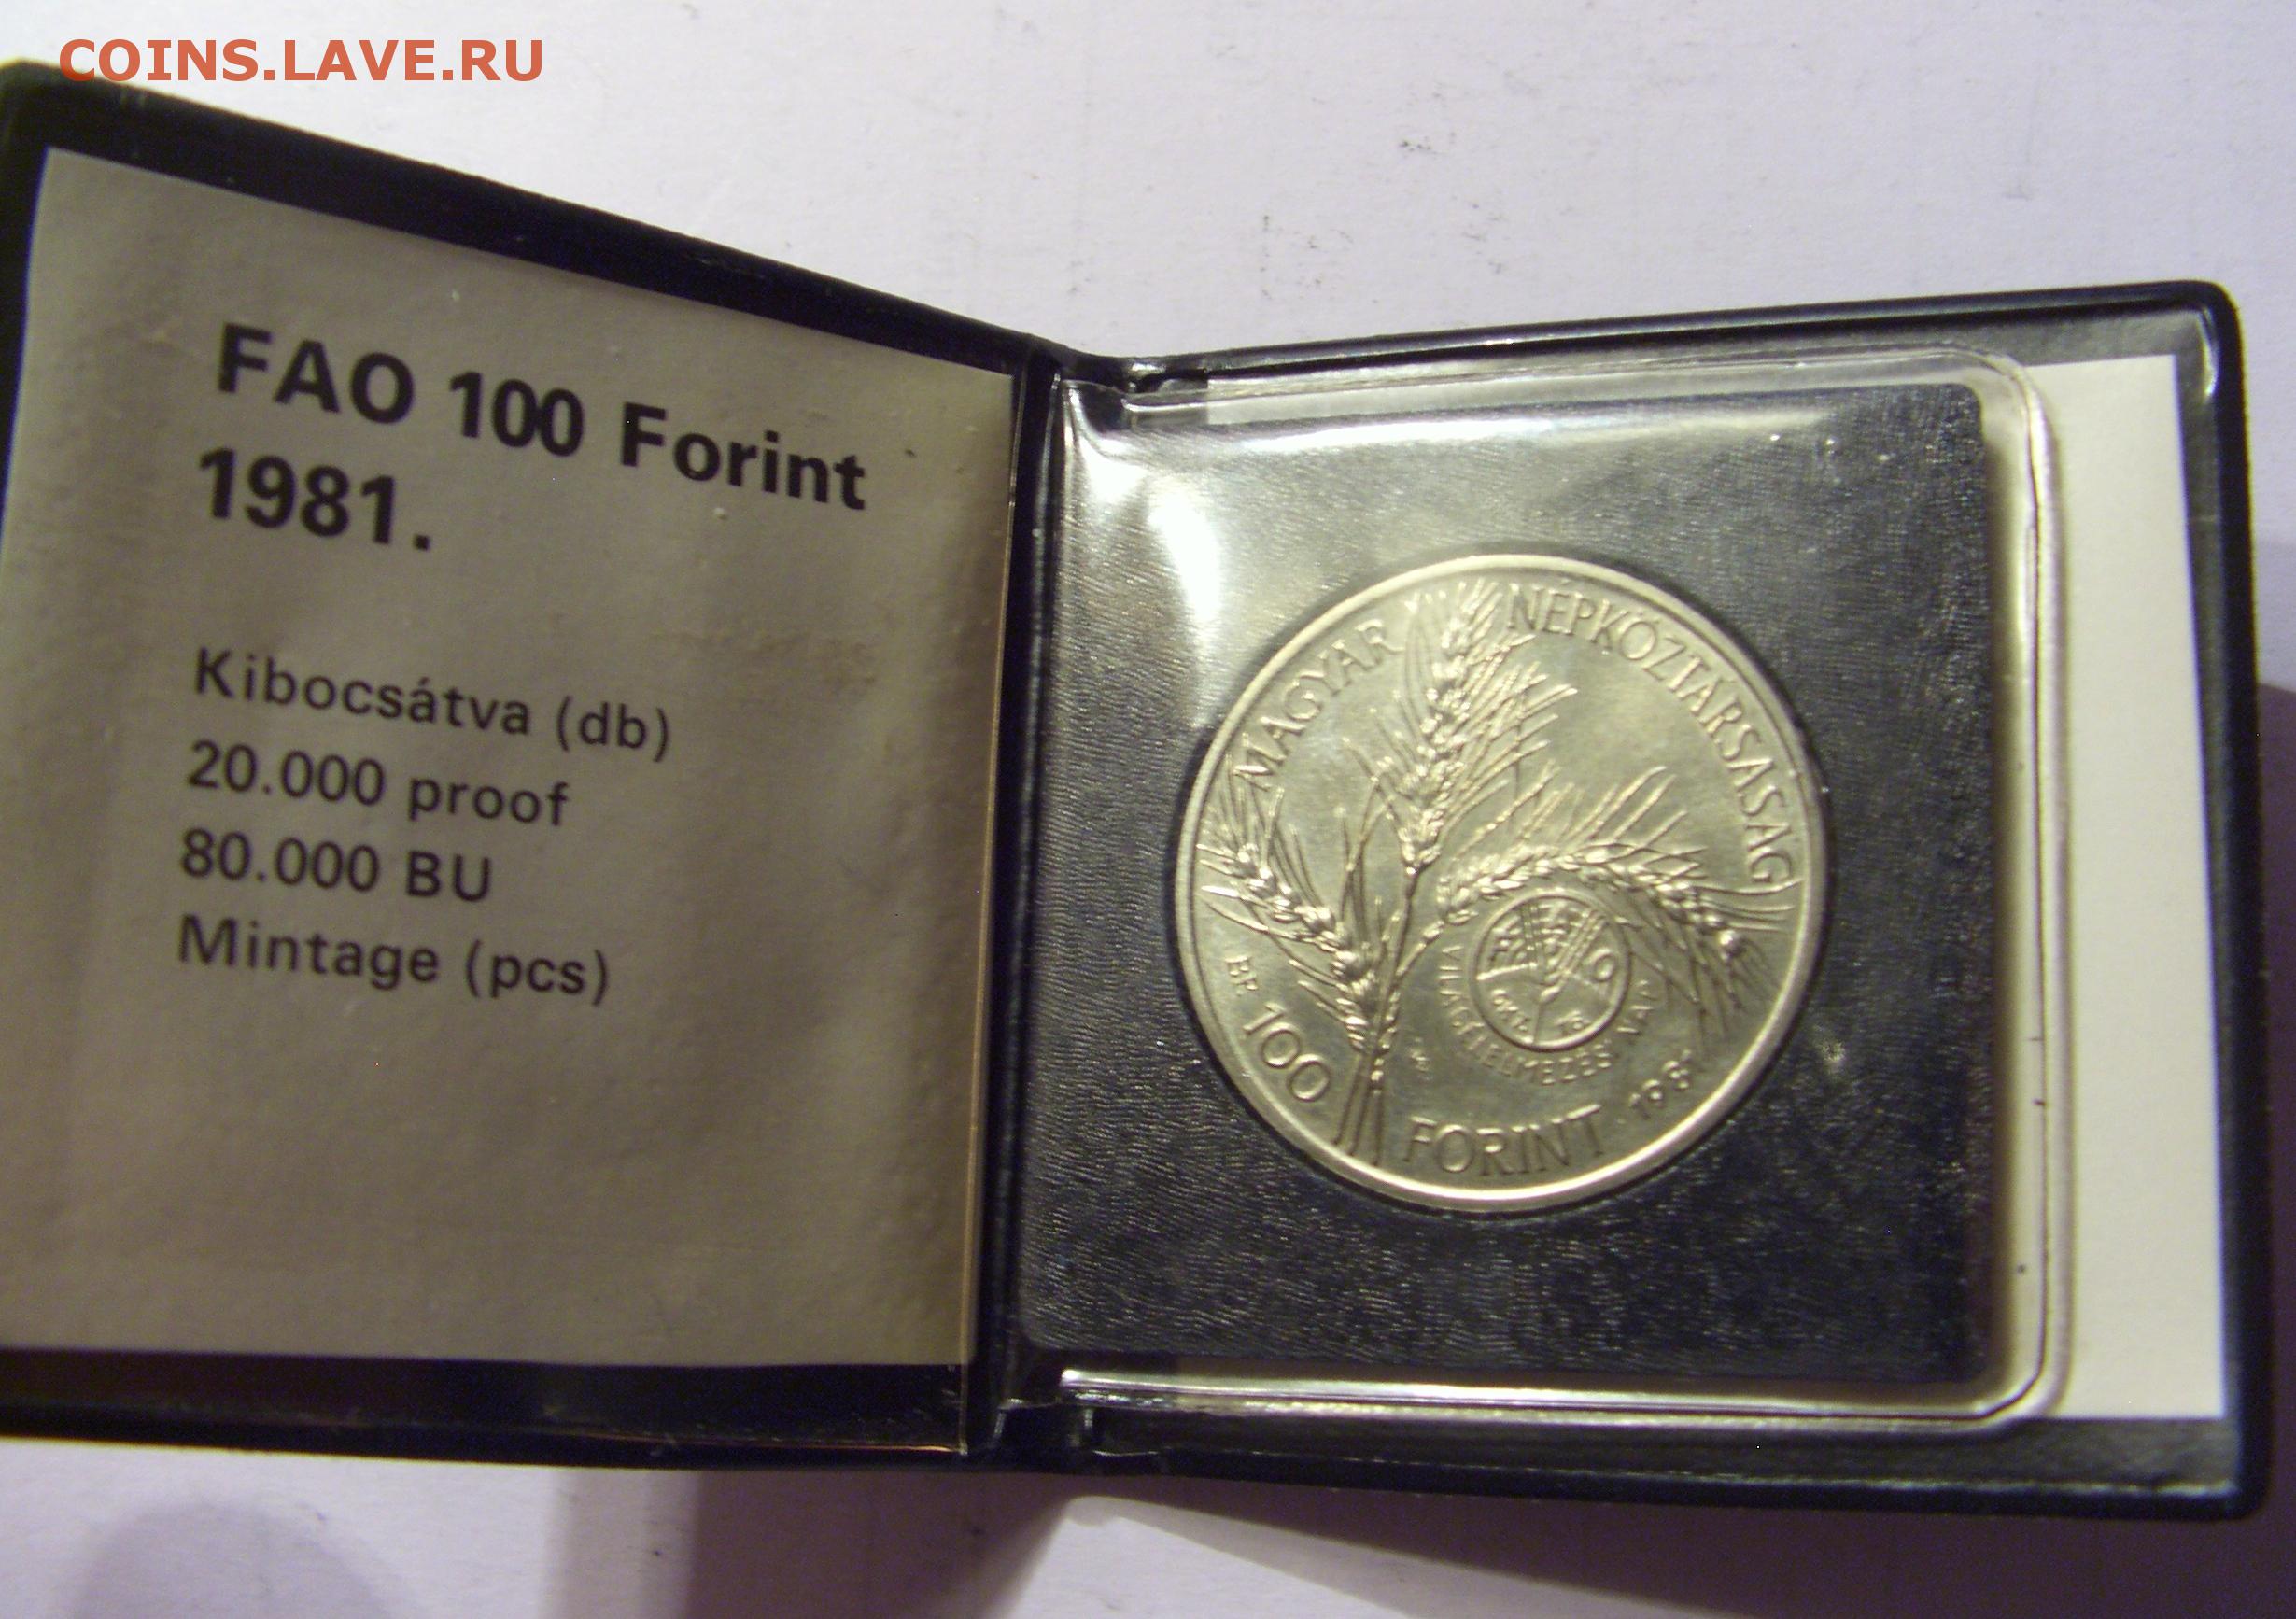 COINS.LAVE.RU
FAO 100 Forint
1981.
Kibocsátva (db)
20.000 proof
80.000 BU
Mintage (pcs)
MAGYAR NÉPKÖZTÁRSASÁG
BP.
100
FORINT
1981